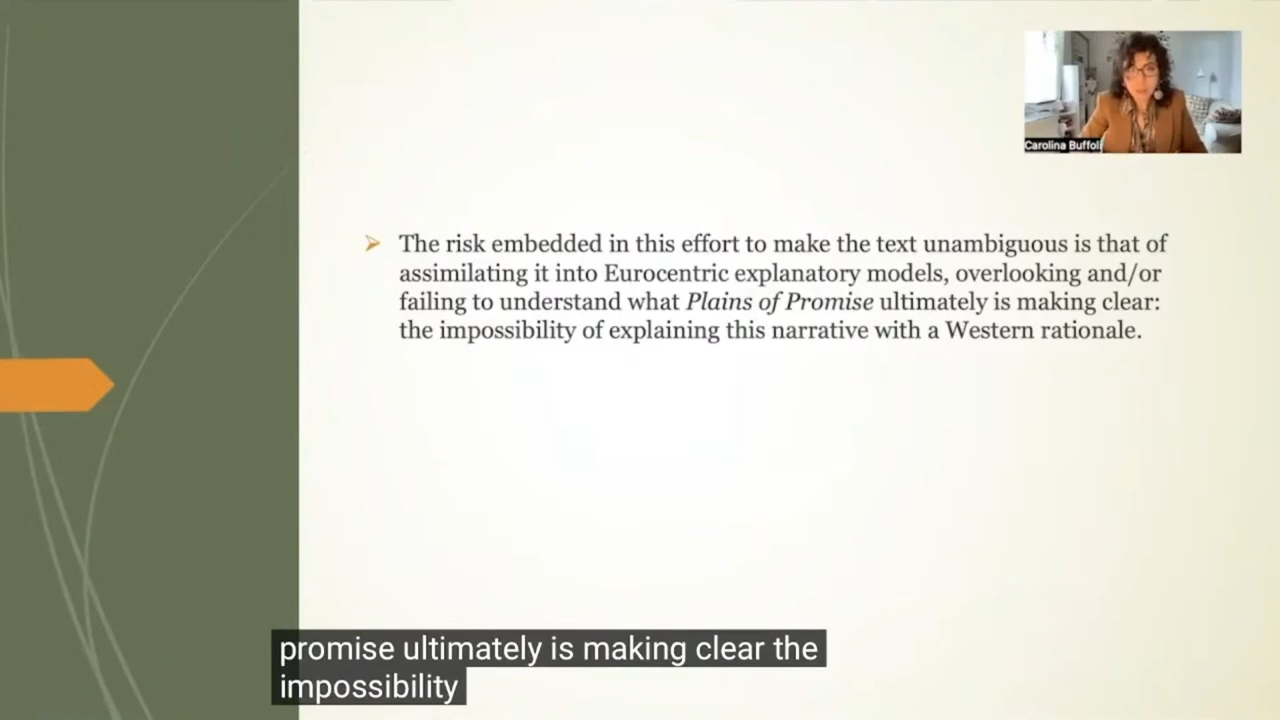 Carolina Buffoli
The risk embedded in this effort to make the text unambiguous is that of
assimilating it into Eurocentric explanatory models, overlooking and/or
failing to understand what Plains of Promise ultimately is making clear:
the impossibility of explaining this narrative with a Western rationale.
promise ultimately is making clear the
impossibility